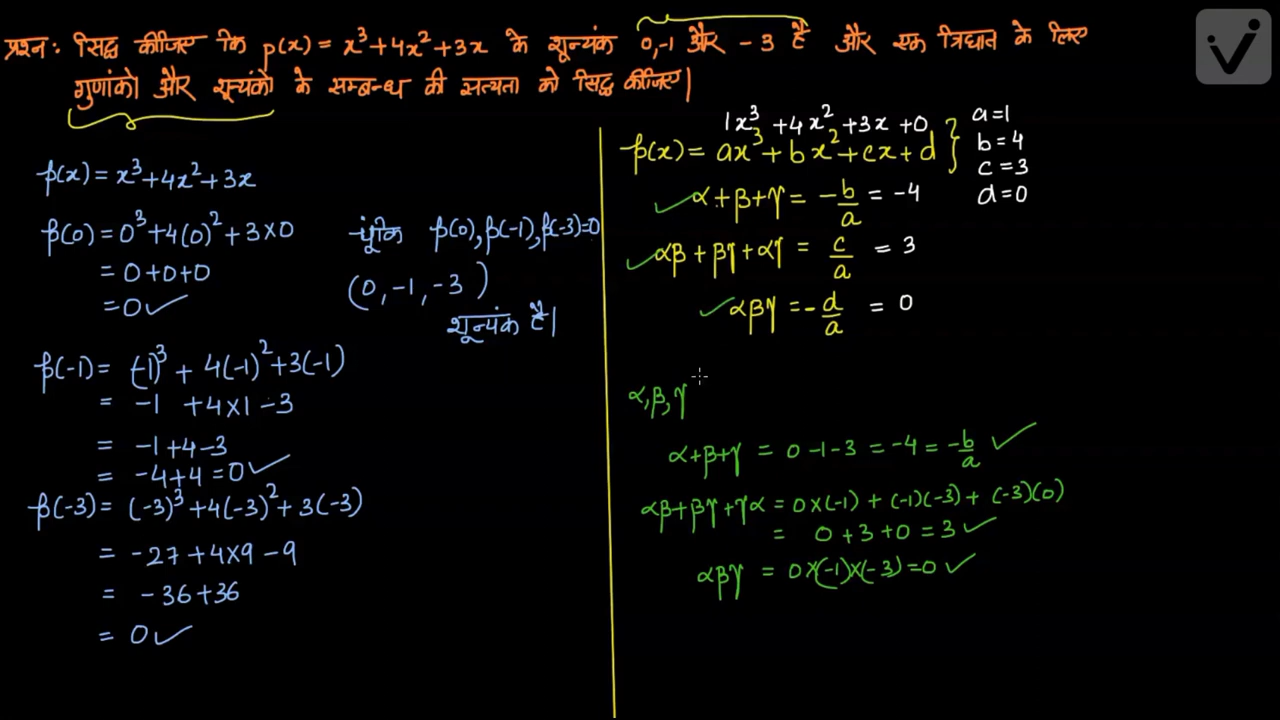 प्रश्न: सिद्ध कीजिए कि p(x) = x³+4x²+3x के शून्यंक 0,-1 और -3 है और एक त्रिघात के लिए
गुणांको और शून्यंको के सम्बन्ध की सत्यता को सिद्ध कीजिए।
p(x) = x³+4x²+3x
p(0) = 0³+4(0)²+3×0
= 0+0+0
= 0✓
चूंकि p(0), p(-1), p(-3)=0
(0, -1, -3)
शून्यंक है।
p(-1) = (-1)³ + 4(-1)²+3(-1)
= -1 +4×1 -3
= -1+4-3
= -4+4 = 0✓
p(-3) = (-3)³+4(-3)²+3(-3)
= -27+4×9-9
= -36+36
= 0✓
1x³+4x²+3x+0
p(x) = ax³+bx²+cx+d }
a=1
b=4
c=3
d=0
✓α+β+γ = -b/a = -4
✓αβ+βγ+αγ = c/a = 3
✓αβγ = -d/a = 0
α,β,γ
α+β+γ = 0-1-3 = -4 = -b/a ✓
αβ+βγ+γα = 0×(-1) + (-1)(-3) + (-3)(0)
= 0+3+0 = 3✓
αβγ = 0×(-1)×(-3) = 0✓